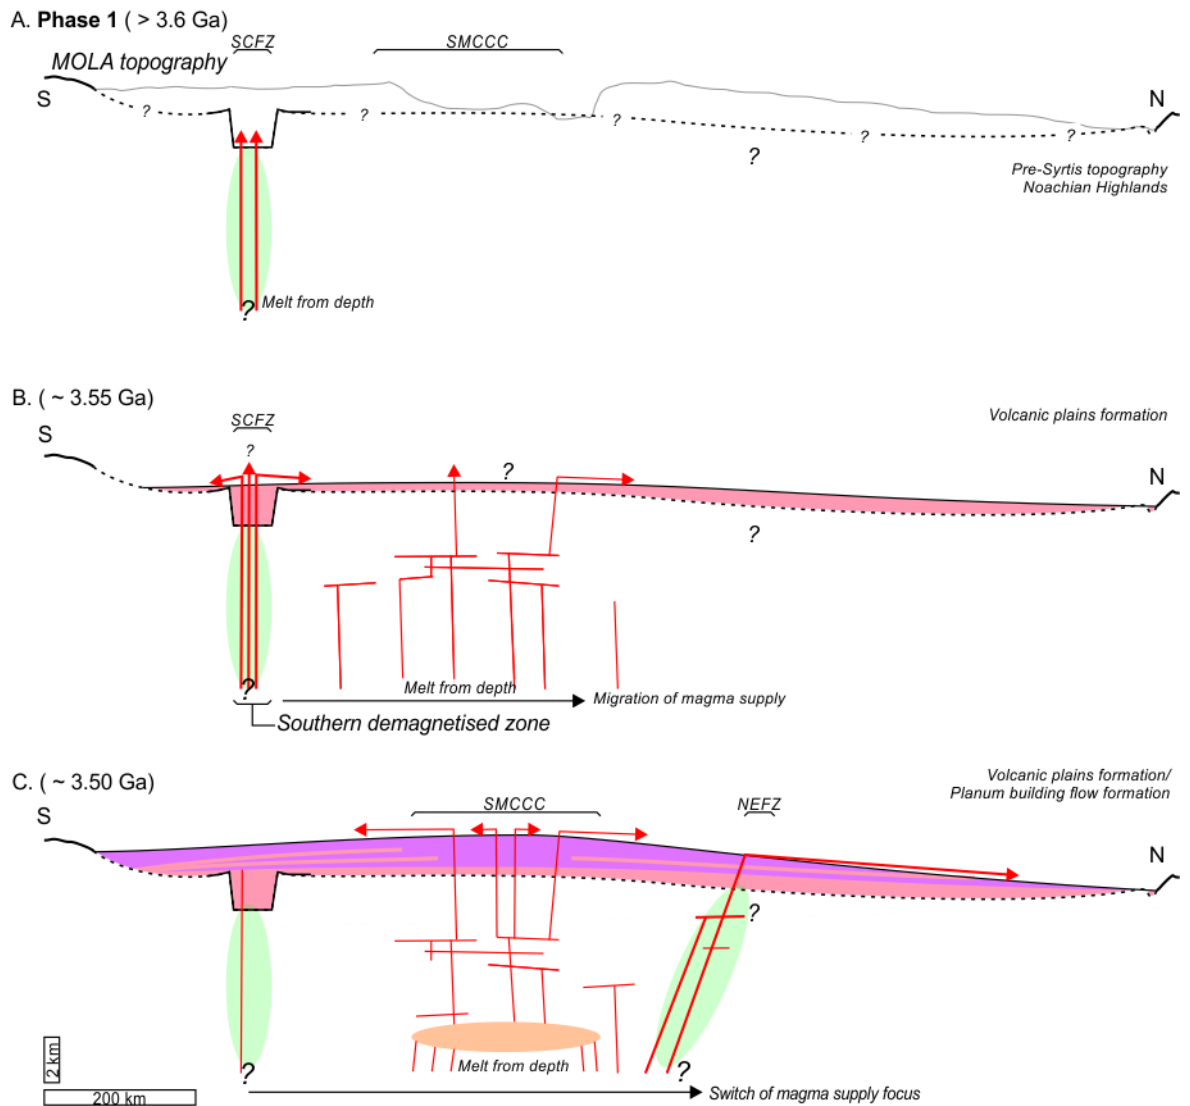 A. Phase 1 ( > 3.6 Ga)
SCFZ
SMCCC
MOLA topography
S
N
?
?
?
?
?
?
Pre-Syrtis topography
Noachian Highlands
Melt from depth
?
B. ( ~ 3.55 Ga)
SCFZ
Volcanic plains formation
S
?
?
N
?
Melt from depth
?
Migration of magma supply
Southern demagnetised zone
C. ( ~ 3.50 Ga)
Volcanic plains formation/
Planum building flow formation
SMCCC
NEFZ
S
N
?
2 km
Melt from depth
?
?
200 km
Switch of magma supply focus